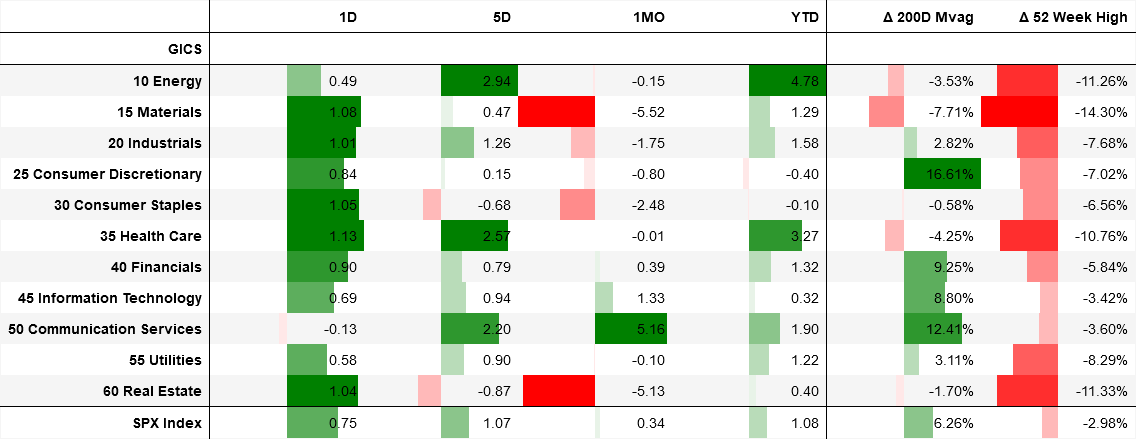 1D 5D 1MO YTD Δ 200D Mvag Δ 52 Week High
GICS
10 Energy 0.49 2.94 -0.15 4.78 -3.53% -11.26%
15 Materials 1.08 0.47 -5.52 1.29 -7.71% -14.30%
20 Industrials 1.01 1.26 -1.75 1.58 2.82% -7.68%
25 Consumer Discretionary 0.84 0.15 -0.80 -0.40 16.61% -7.02%
30 Consumer Staples 1.05 -0.68 -2.48 -0.10 -0.58% -6.56%
35 Health Care 1.13 2.57 -0.01 3.27 -4.25% -10.76%
40 Financials 0.90 0.79 0.39 1.32 9.25% -5.84%
45 Information Technology 0.69 0.94 1.33 0.32 8.80% -3.42%
50 Communication Services -0.13 2.20 5.16 1.90 12.41% -3.60%
55 Utilities 0.58 0.90 -0.10 1.22 3.11% -8.29%
60 Real Estate 1.04 -0.87 -5.13 0.40 -1.70% -11.33%
SPX Index 0.75 1.07 0.34 1.08 6.26% -2.98%